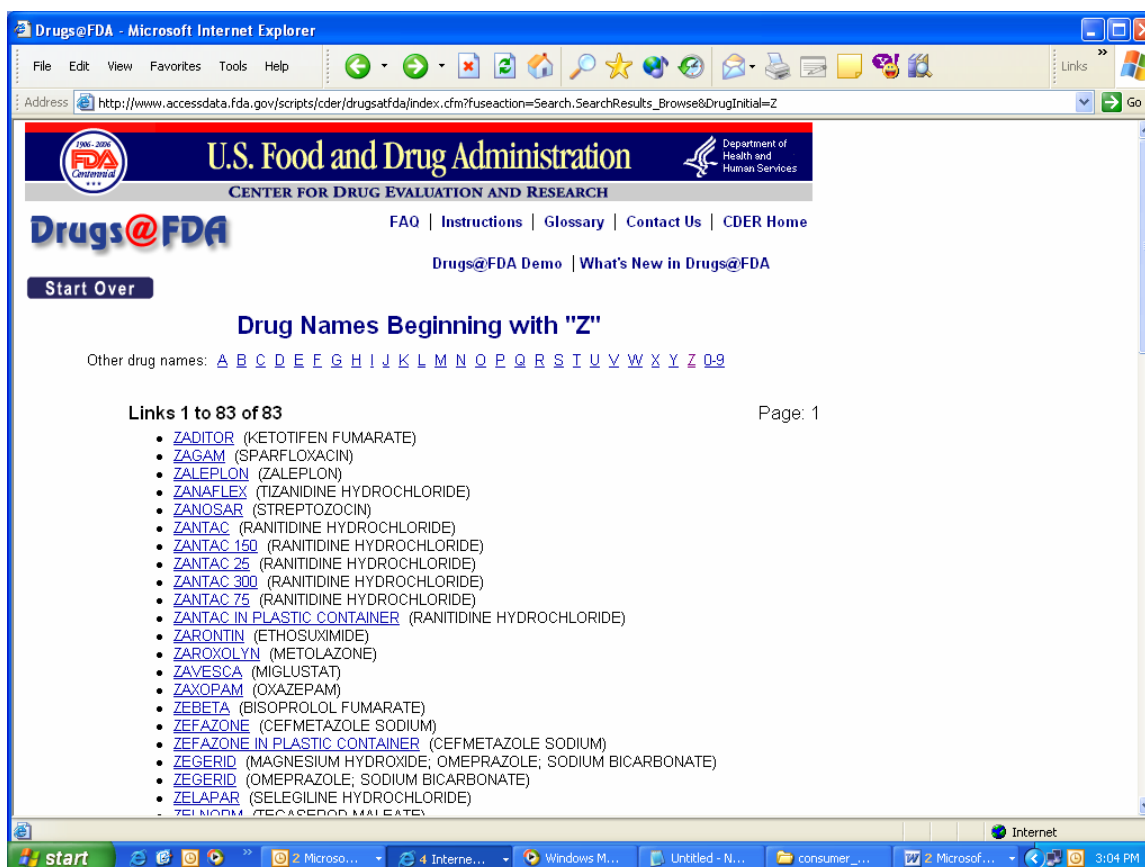 Drugs@FDA - Microsoft Internet Explorer
File Edit View Favorites Tools Help
Links
Address http://www.accessdata.fda.gov/scripts/cder/drugsatfda/index.cfm?fuseaction=Search.SearchResults_Browse&DrugInitial=Z
Go
1906 - 2006
FDA
Centennial
U.S. Food and Drug Administration
Department of
Health and
Human Services
CENTER FOR DRUG EVALUATION AND RESEARCH
Drugs@FDA
FAQ | Instructions | Glossary | Contact Us | CDER Home
Drugs@FDA Demo | What's New in Drugs@FDA
Start Over
Drug Names Beginning with "Z"
Other drug names: A B C D E F G H I J K L M N O P Q R S T U V W X Y Z 0-9
Links 1 to 83 of 83 Page: 1
• ZADITOR (KETOTIFEN FUMARATE)
• ZAGAM (SPARFLOXACIN)
• ZALEPLON (ZALEPLON)
• ZANAFLEX (TIZANIDINE HYDROCHLORIDE)
• ZANOSAR (STREPTOZOCIN)
• ZANTAC (RANITIDINE HYDROCHLORIDE)
• ZANTAC 150 (RANITIDINE HYDROCHLORIDE)
• ZANTAC 25 (RANITIDINE HYDROCHLORIDE)
• ZANTAC 300 (RANITIDINE HYDROCHLORIDE)
• ZANTAC 75 (RANITIDINE HYDROCHLORIDE)
• ZANTAC IN PLASTIC CONTAINER (RANITIDINE HYDROCHLORIDE)
• ZARONTIN (ETHOSUXIMIDE)
• ZAROXOLYN (METOLAZONE)
• ZAVESCA (MIGLUSTAT)
• ZAXOPAM (OXAZEPAM)
• ZEBETA (BISOPROLOL FUMARATE)
• ZEFAZONE (CEFMETAZOLE SODIUM)
• ZEFAZONE IN PLASTIC CONTAINER (CEFMETAZOLE SODIUM)
• ZEGERID (MAGNESIUM HYDROXIDE; OMEPRAZOLE; SODIUM BICARBONATE)
• ZEGERID (OMEPRAZOLE; SODIUM BICARBONATE)
• ZELAPAR (SELEGILINE HYDROCHLORIDE)
• ZELNORM (TEGASEROD MALEATE)
Internet
start 2 Microso... 4 Interne... Windows M... Untitled - N... consumer_... 2 Microsof... 3:04 PM